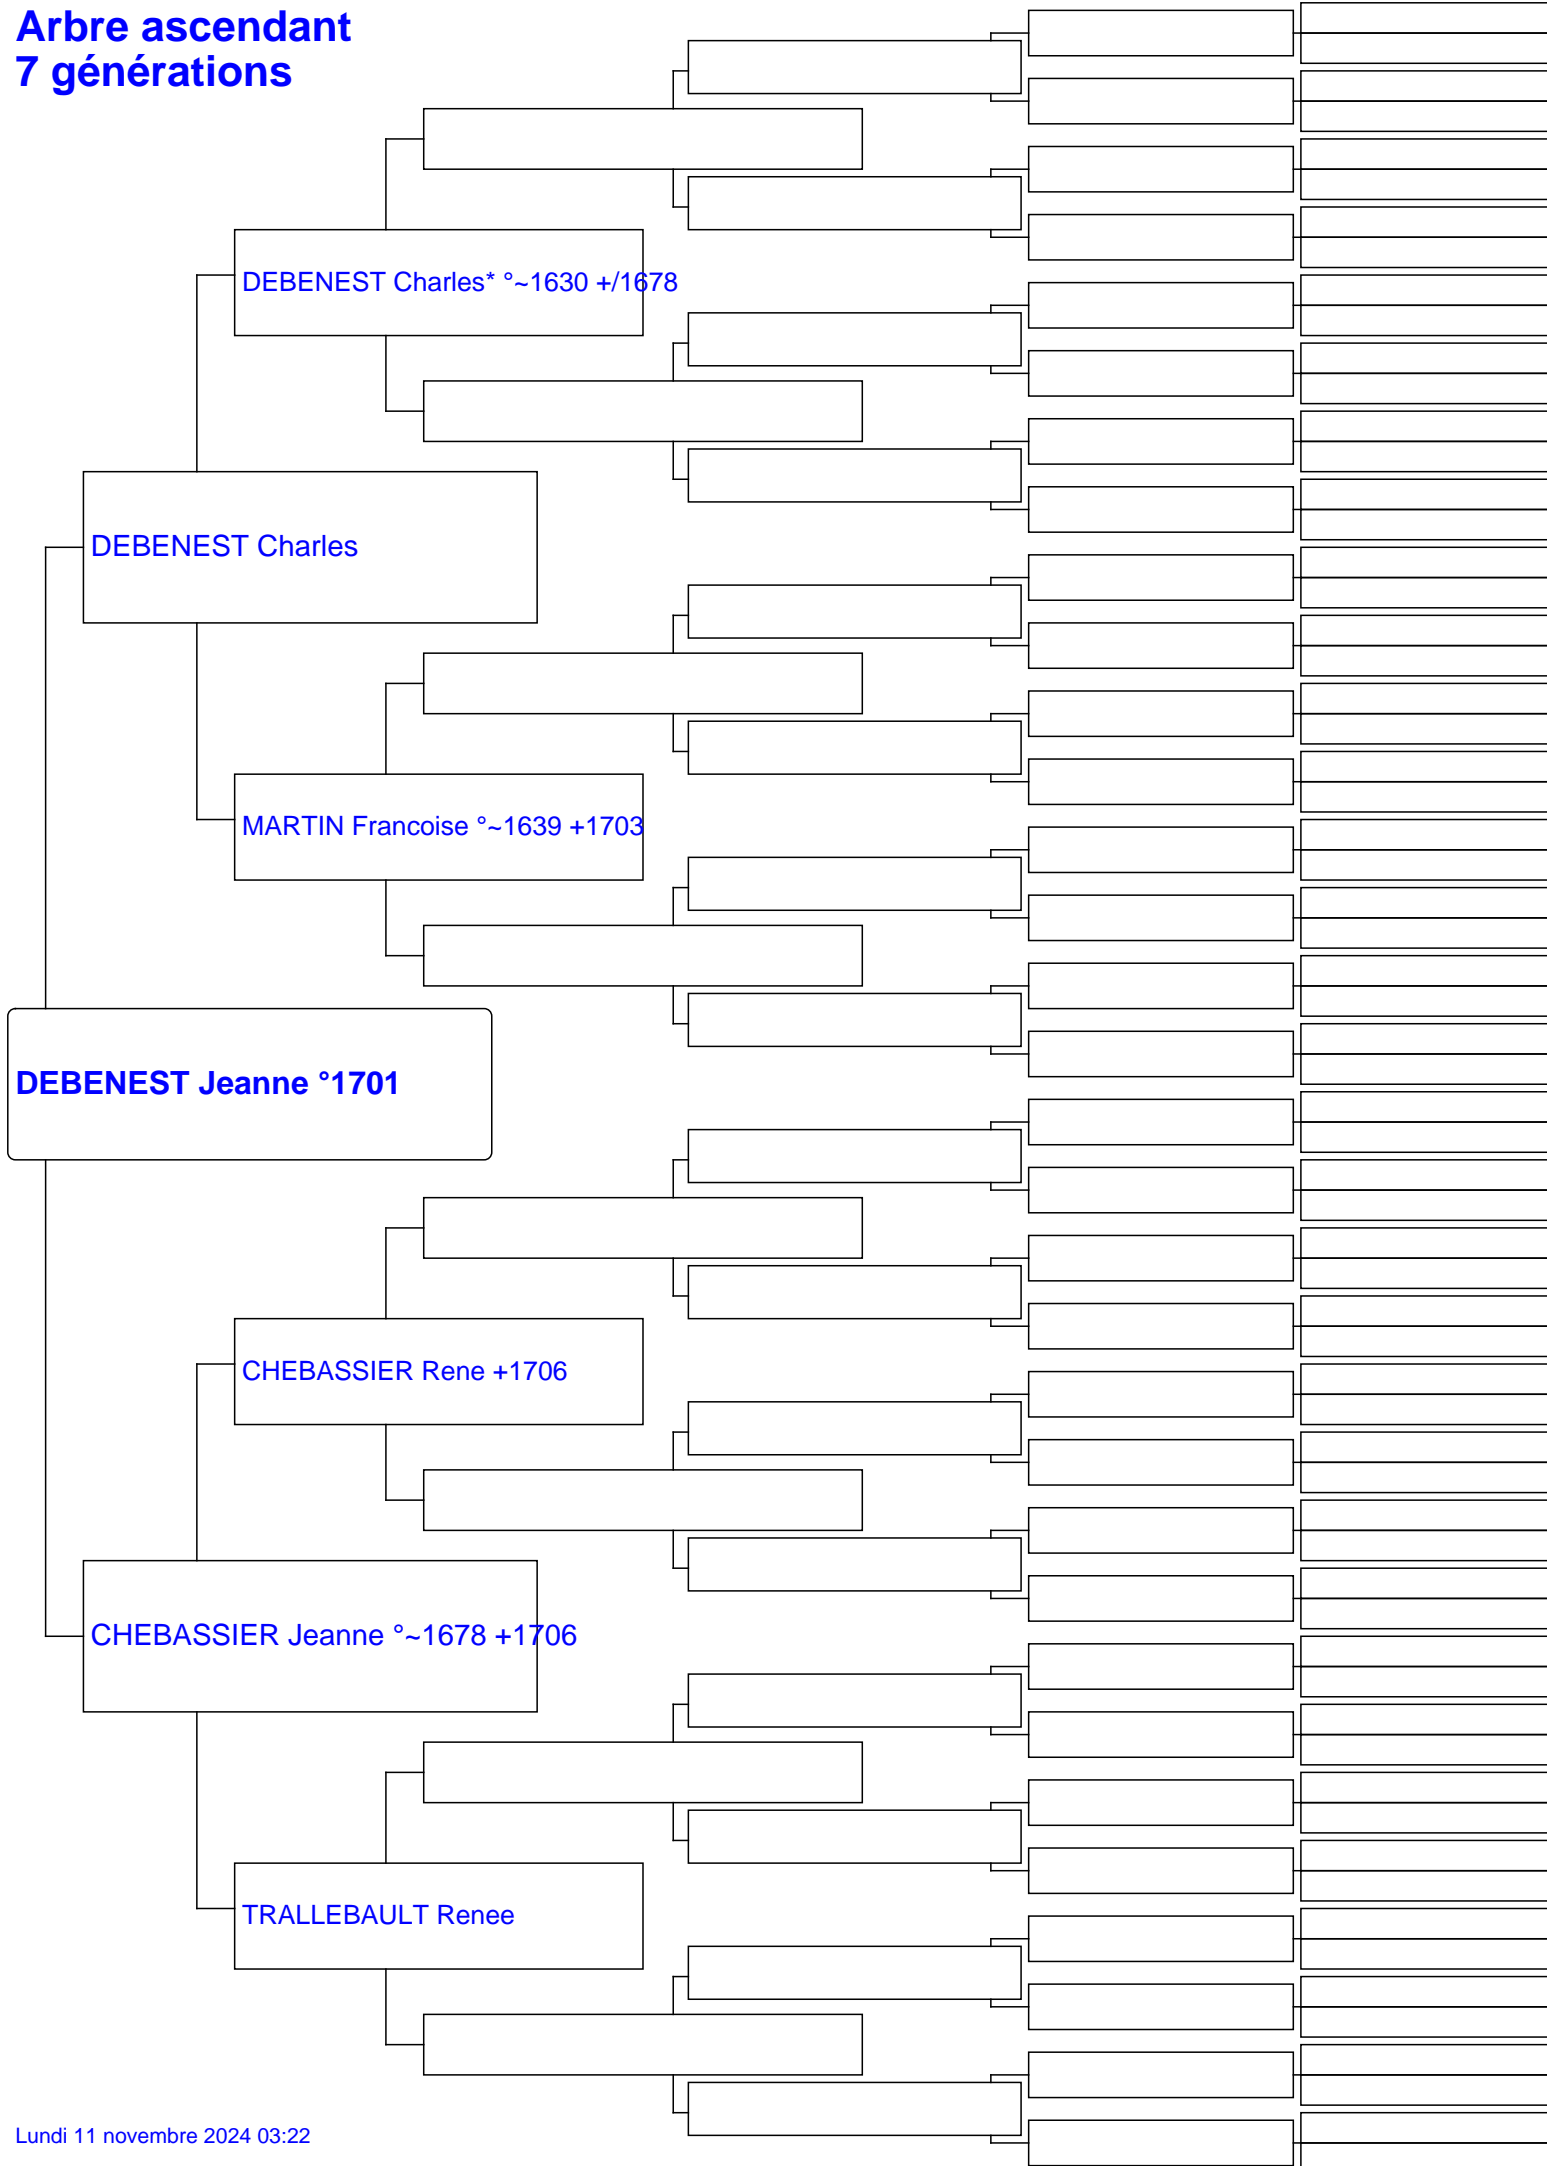 Arbre ascendant
7 générations
DEBENEST Charles* °~1630 +/1678
DEBENEST Charles
MARTIN Francoise °~1639 +1703
DEBENEST Jeanne °1701
CHEBASSIER Rene +1706
CHEBASSIER Jeanne °~1678 +1706
TRALLEBAULT Renee
Lundi 11 novembre 2024 03:22